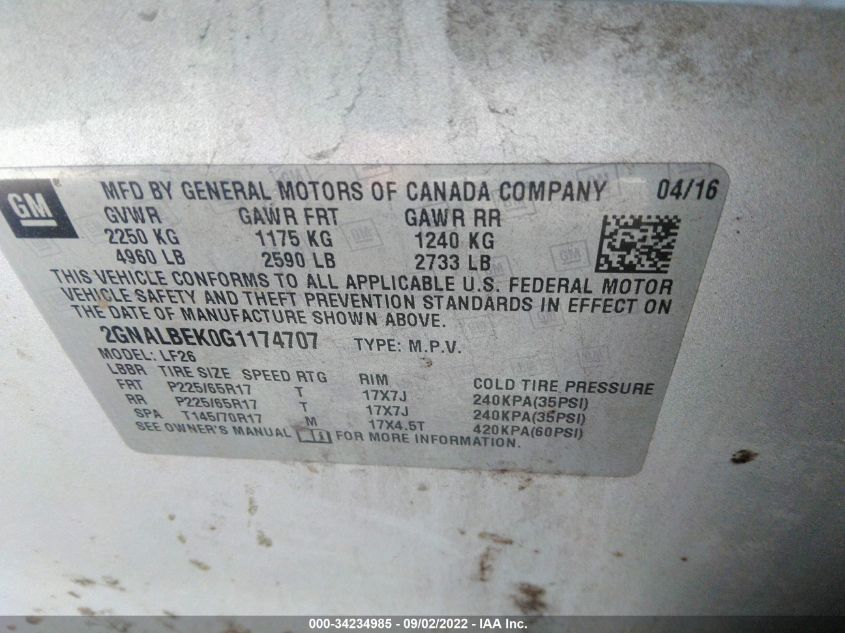 GM
MFD BY GENERAL MOTORS OF CANADA COMPANY 04/16
GVWR GAWR FRT GAWR RR
2250 KG 1175 KG 1240 KG
4960 LB 2590 LB 2733 LB
THIS VEHICLE CONFORMS TO ALL APPLICABLE U.S. FEDERAL MOTOR
VEHICLE SAFETY AND THEFT PREVENTION STANDARDS IN EFFECT ON
THE DATE OF MANUFACTURE SHOWN ABOVE.
2GNALBEK0G1174707 TYPE: M.P.V.
MODEL: LF26
LBBR TIRE SIZE SPEED RTG RIM COLD TIRE PRESSURE
FRT P225/65R17 T 17X7J 240KPA(35PSI)
RR P225/65R17 T 17X7J 240KPA(35PSI)
SPA T145/70R17 M 17X4.5T 420KPA(60PSI)
SEE OWNER'S MANUAL FOR MORE INFORMATION.
000-34234985 - 09/02/2022 - IAA Inc.